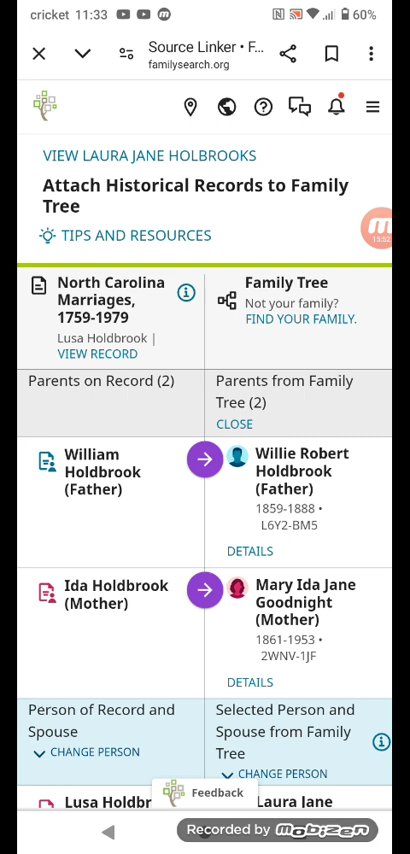 cricket 11:33
60%
Source Linker • F...
familysearch.org
VIEW LAURA JANE HOLBROOKS
Attach Historical Records to Family
Tree
TIPS AND RESOURCES
15:52
North Carolina
Marriages,
1759-1979
Lusa Holdbrook |
VIEW RECORD
Family Tree
Not your family?
FIND YOUR FAMILY.
Parents on Record (2)
Parents from Family
Tree (2)
CLOSE
William
Holdbrook
(Father)
Willie Robert
Holdbrook
(Father)
1859-1888 •
L6Y2-BM5
DETAILS
Ida Holdbrook
(Mother)
Mary Ida Jane
Goodnight
(Mother)
1861-1953 •
2WNV-1JF
DETAILS
Person of Record and
Spouse
CHANGE PERSON
Selected Person and
Spouse from Family
Tree
CHANGE PERSON
Lusa Holdbr
Feedback
Laura Jane
Recorded by mobizen